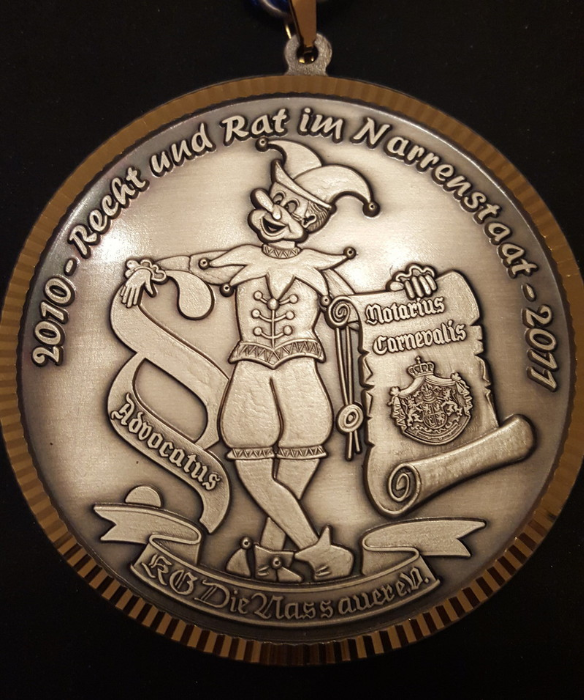 2010 - Recht und Rat im Narrenstaat - 2011
Notarius
Carnevalis
Advocatus
KG Die Nassauer e.V.